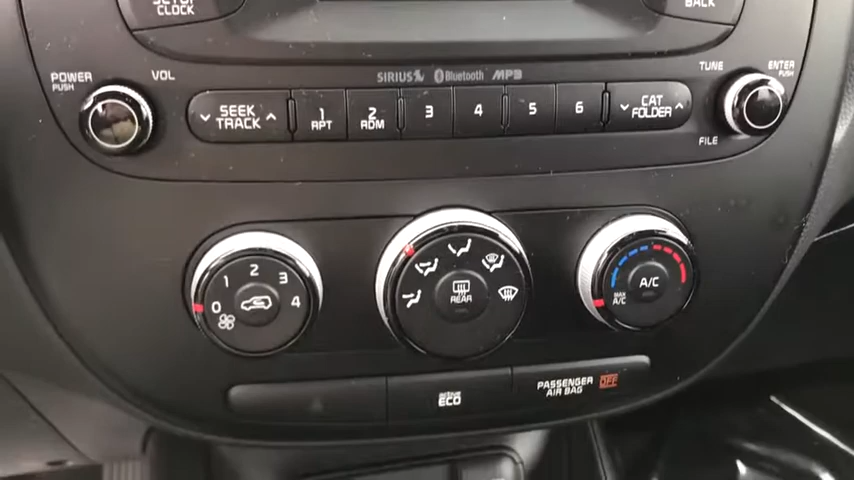 SETUP
CLOCK
BACK
SIRIUS Bluetooth MP3
POWER
PUSH
VOL
TUNE
ENTER
PUSH
SEEK
TRACK
1
RPT
2
RDM
3
4
5
6
CAT
FOLDER
FILE
0
1
2
3
4
REAR
A/C
MAX
A/C
ECO
PASSENGER
AIR BAG
OFF